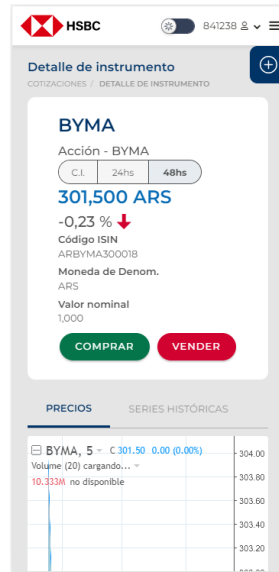 HSBC
841238
Detalle de instrumento
COTIZACIONES / DETALLE DE INSTRUMENTO
BYMA
Acción - BYMA
C.I. 24hs 48hs
301,500 ARS
-0,23 %
Código ISIN
ARBYMA300018
Moneda de Denom.
ARS
Valor nominal
1,000
COMPRAR VENDER
PRECIOS SERIES HISTÓRICAS
BYMA, 5 C 301.50 0.00 (0.00%)
Volume (20) cargando...
10.333M no disponible
304.00
303.80
303.60
303.40
303.20